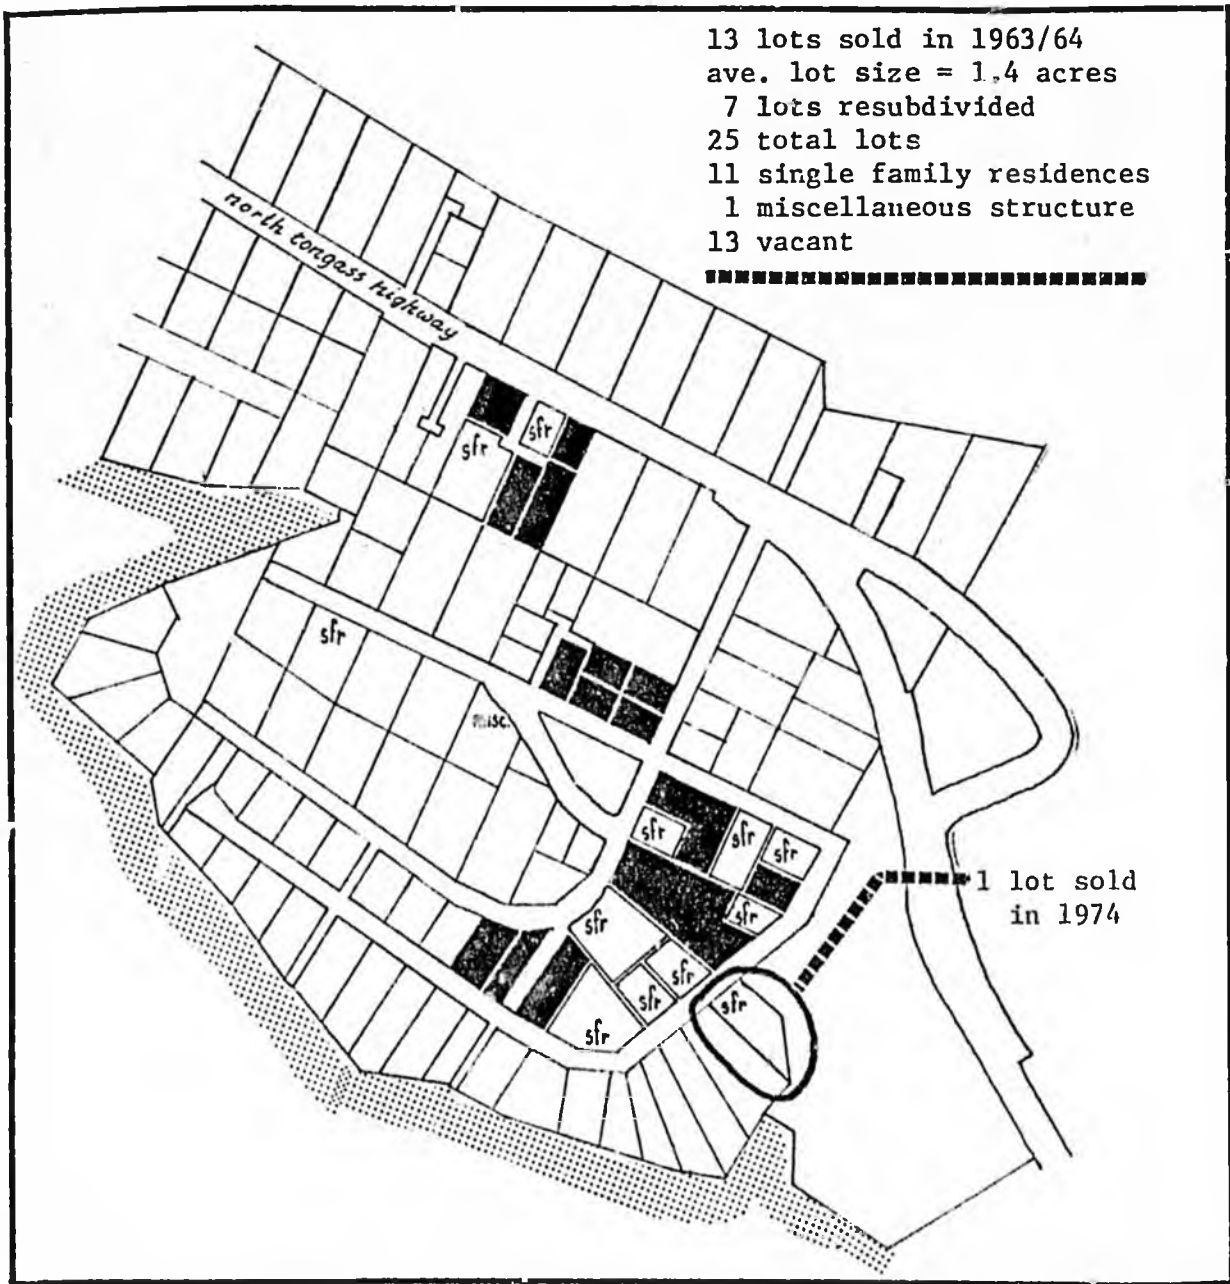 13 lots sold in 1963/64
ave. lot size = 1.4 acres
7 lots resubdivided
25 total lots
11 single family residences
1 miscellaneous structure
13 vacant
north tongass highway
sfr
sfr
sfr
misc.
sfr
sfr
sfr
sfr
1 lot sold
in 1974
sfr
sfr
sfr
sfr
sfr